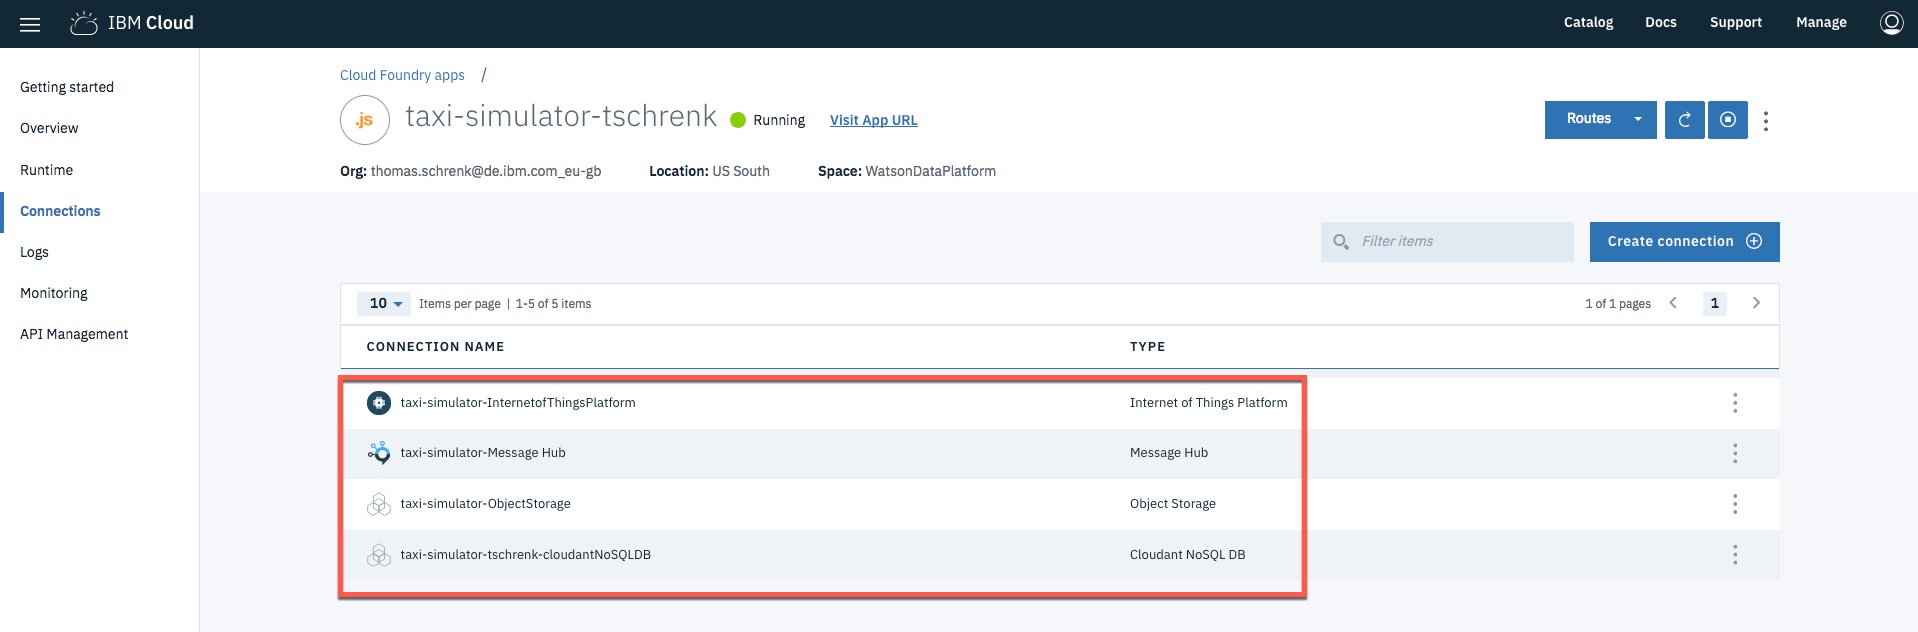 IBM Cloud
Catalog Docs Support Manage
Getting started
Overview
Runtime
Connections
Logs
Monitoring
API Management
Cloud Foundry apps /
.js taxi-simulator-tschrenk Running Visit App URL
Routes
Org: thomas.schrenk@de.ibm.com_eu-gb Location: US South Space: WatsonDataPlatform
Filter items Create connection
10 Items per page | 1-5 of 5 items 1 of 1 pages 1
CONNECTION NAME TYPE
taxi-simulator-InternetofThingsPlatform Internet of Things Platform
taxi-simulator-Message Hub Message Hub
taxi-simulator-ObjectStorage Object Storage
taxi-simulator-tschrenk-cloudantNoSQLDB Cloudant NoSQL DB